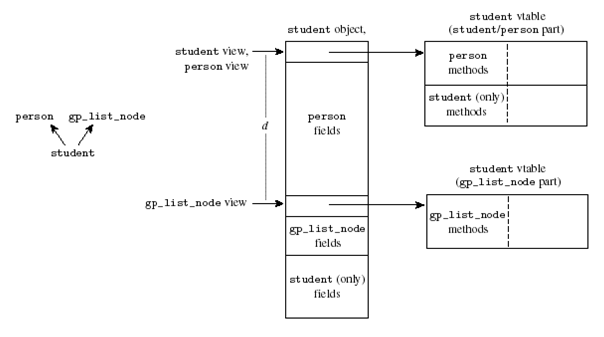 student object,
student vtable
(student/person part)
student view,
person view
person
methods
student (only)
methods
person gp_list_node
student
d
person
fields
student vtable
(gp_list_node part)
gp_list_node view
gp_list_node
fields
gp_list_node
methods
student (only)
fields